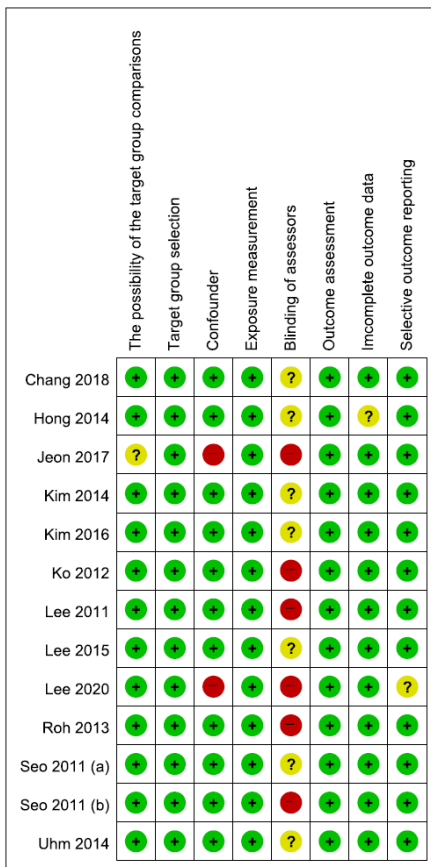 The possibility of the target group comparisons
Target group selection
Confounder
Exposure measurement
Blinding of assessors
Outcome assessment
Imcomplete outcome data
Selective outcome reporting
Chang 2018 + + + + ? + + +
Hong 2014 + + + + ? + ? +
Jeon 2017 ? + − + − + + +
Kim 2014 + + + + ? + + +
Kim 2016 + + + + ? + + +
Ko 2012 + + + + − + + +
Lee 2011 + + + + − + + +
Lee 2015 + + + + ? + + +
Lee 2020 + + − + − + + ?
Roh 2013 + + + + − + + +
Seo 2011 (a) + + + + ? + + +
Seo 2011 (b) + + + + − + + +
Uhm 2014 + + + + ? + + +